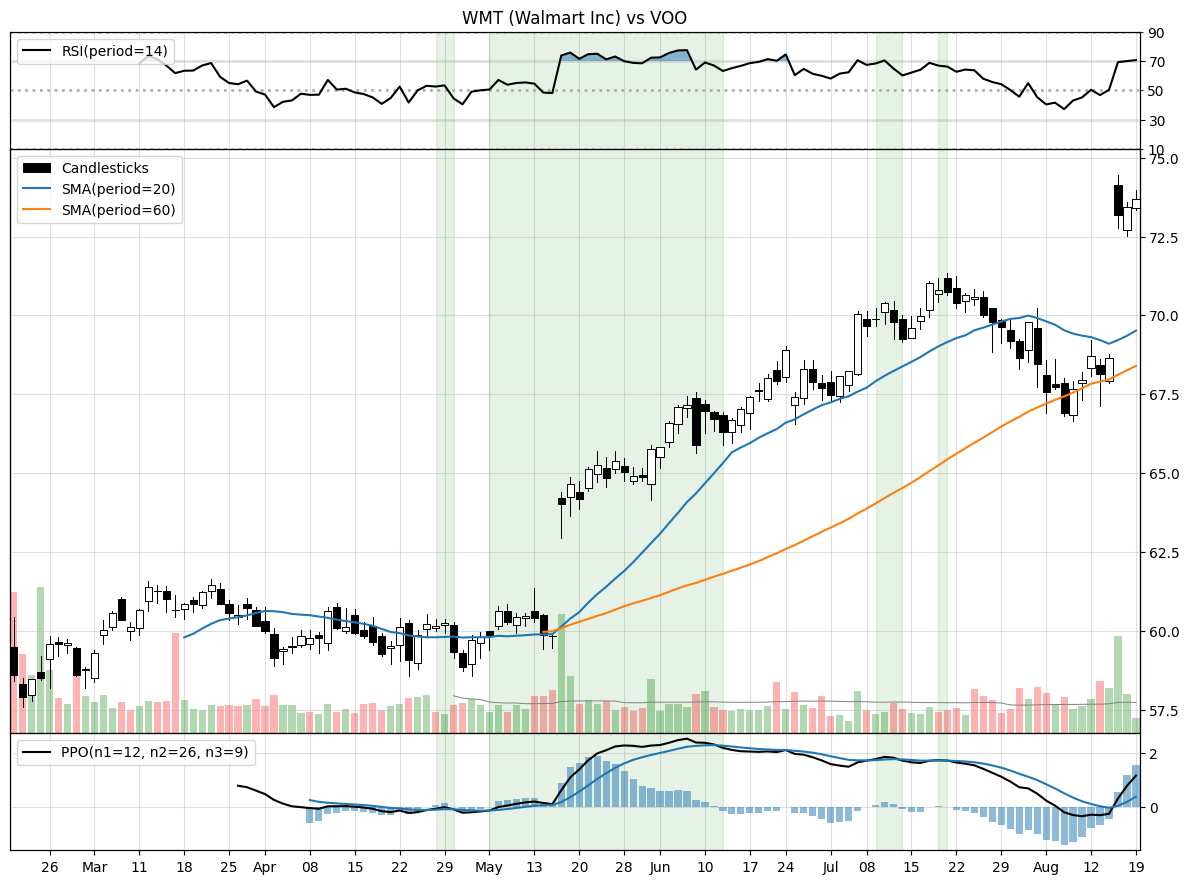 WMT (Walmart Inc) vs VOO
RSI(period=14)
90
70
50
30
10
Candlesticks
SMA(period=20)
SMA(period=60)
75.0
72.5
70.0
67.5
65.0
62.5
60.0
57.5
PPO(n1=12, n2=26, n3=9)
2
0
26 Mar 11 18 25 Apr 08 15 22 29 May 13 20 28 Jun 10 17 24 Jul 08 15 22 29 Aug 12 19